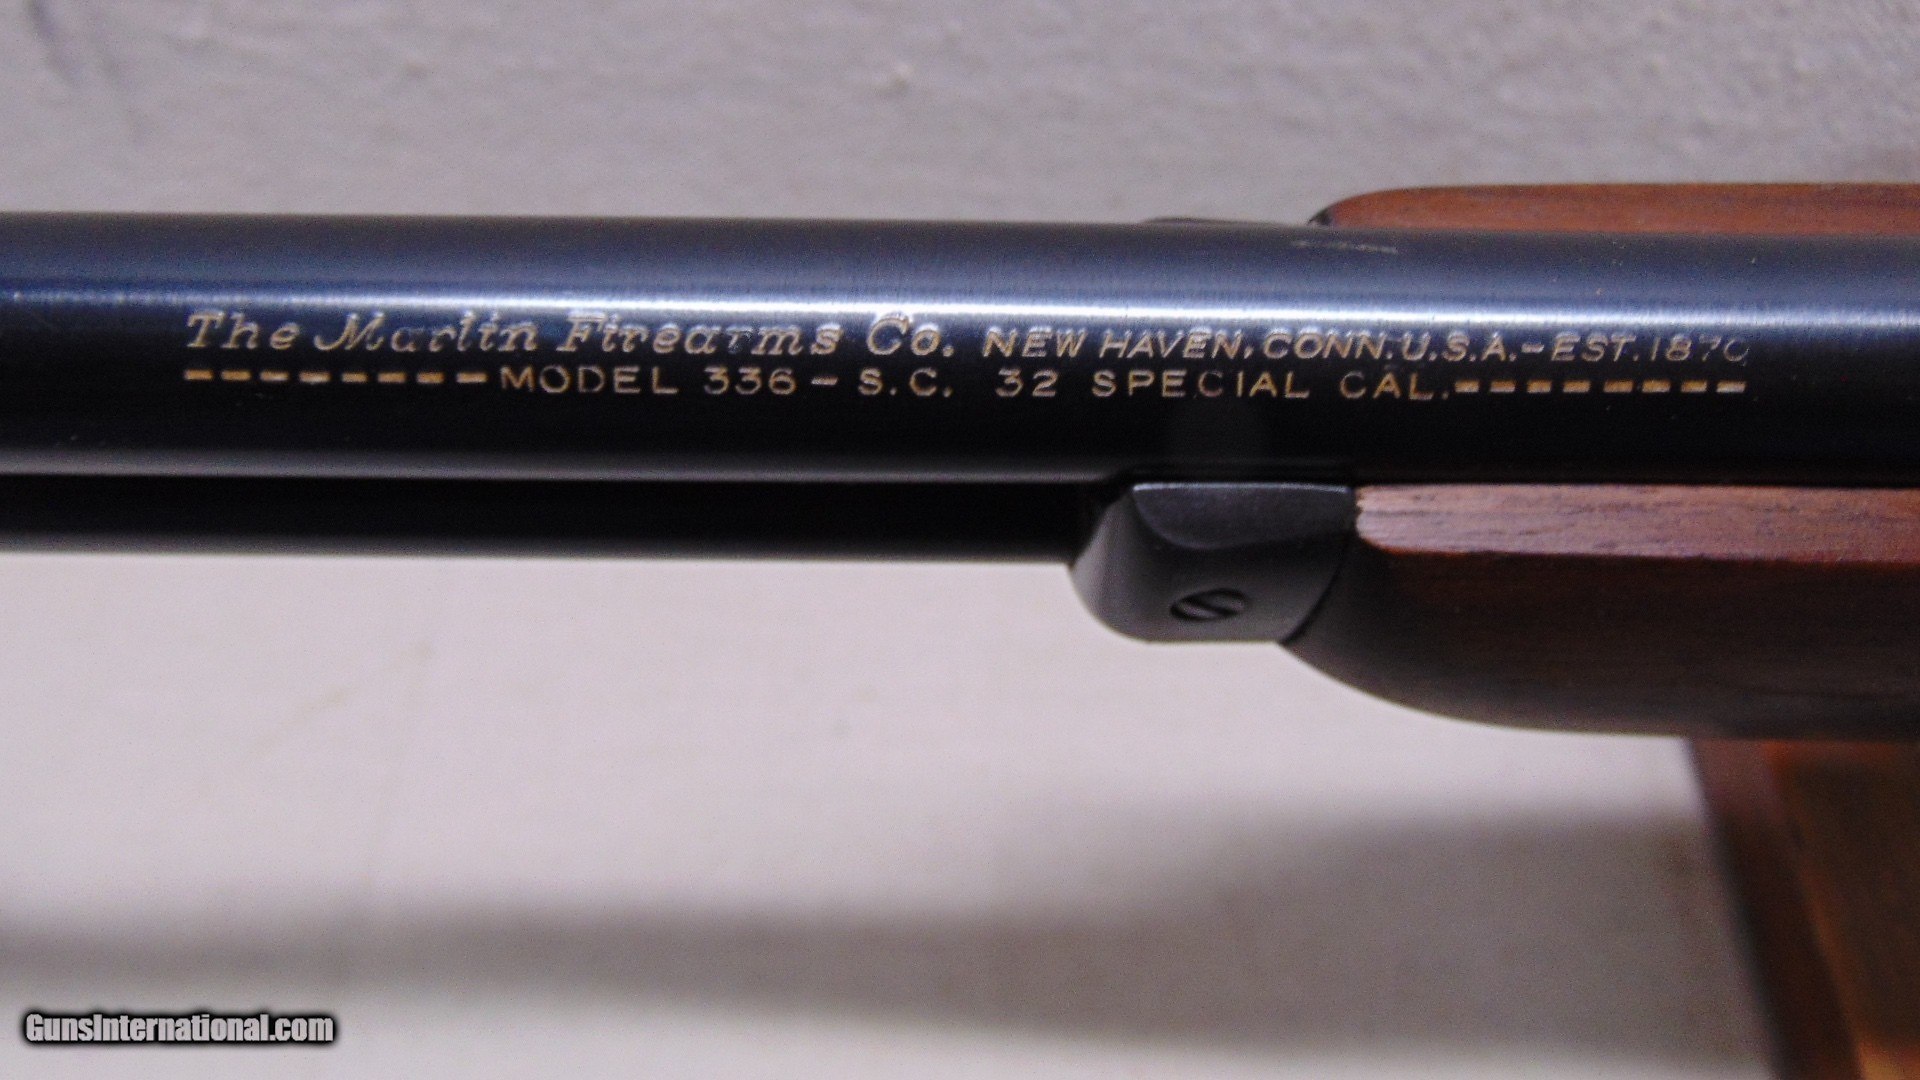 The Marlin Firearms Co. NEW HAVEN, CONN. U.S.A.-EST. 1870
--------MODEL 336 - S.C. 32 SPECIAL CAL.--------
GunsInternational.com